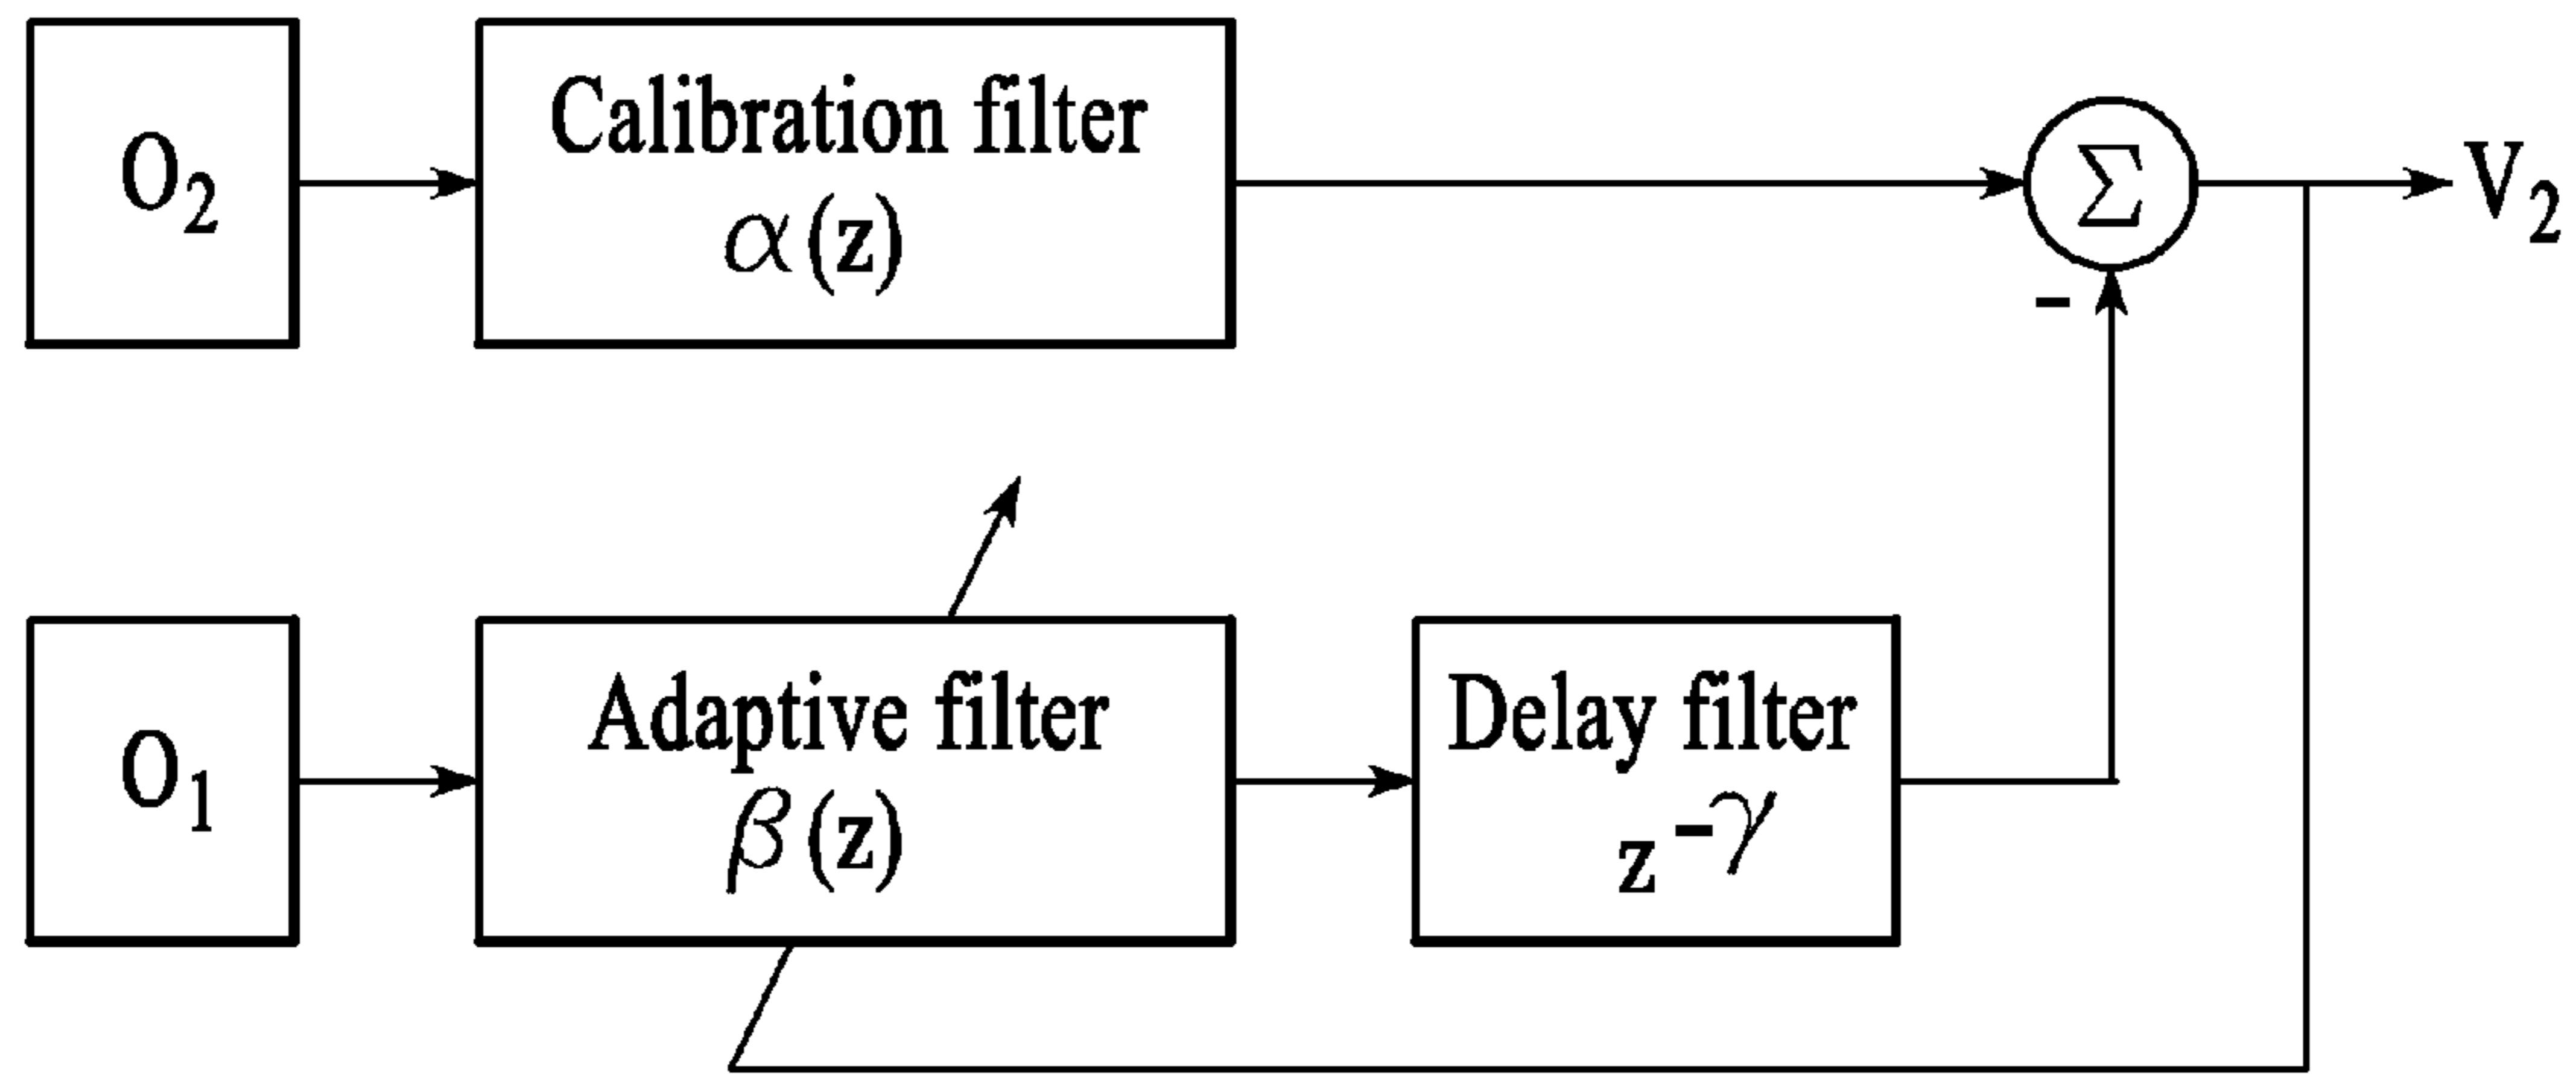 O₂
Calibration filter
α(z)
Σ
V₂
-
O₁
Adaptive filter
β(z)
Delay filter
z^-γ